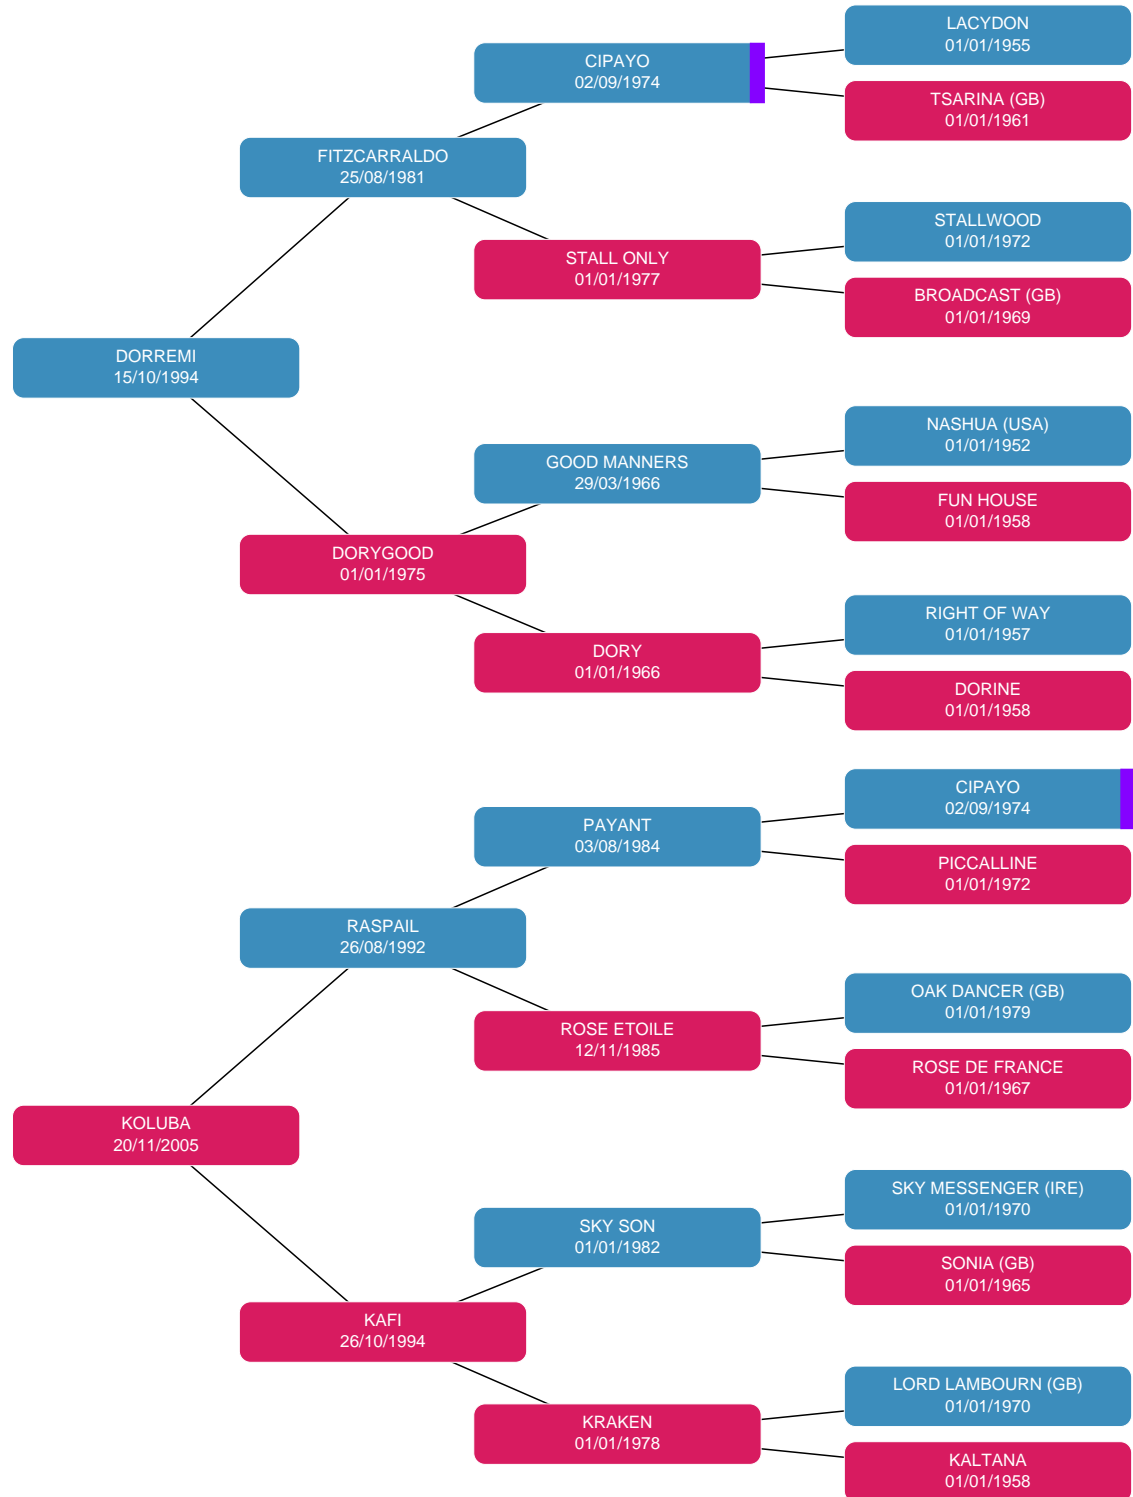 LACYDON
01/01/1955
CIPAYO
02/09/1974
TSARINA (GB)
01/01/1961
FITZCARRALDO
25/08/1981
STALLWOOD
01/01/1972
STALL ONLY
01/01/1977
BROADCAST (GB)
01/01/1969
DORREMI
15/10/1994
NASHUA (USA)
01/01/1952
GOOD MANNERS
29/03/1966
FUN HOUSE
01/01/1958
DORYGOOD
01/01/1975
RIGHT OF WAY
01/01/1957
DORY
01/01/1966
DORINE
01/01/1958
CIPAYO
02/09/1974
PAYANT
03/08/1984
PICCALLINE
01/01/1972
RASPAIL
26/08/1992
OAK DANCER (GB)
01/01/1979
ROSE ETOILE
12/11/1985
ROSE DE FRANCE
01/01/1967
KOLUBA
20/11/2005
SKY MESSENGER (IRE)
01/01/1970
SKY SON
01/01/1982
SONIA (GB)
01/01/1965
KAFI
26/10/1994
LORD LAMBOURN (GB)
01/01/1970
KRAKEN
01/01/1978
KALTANA
01/01/1958